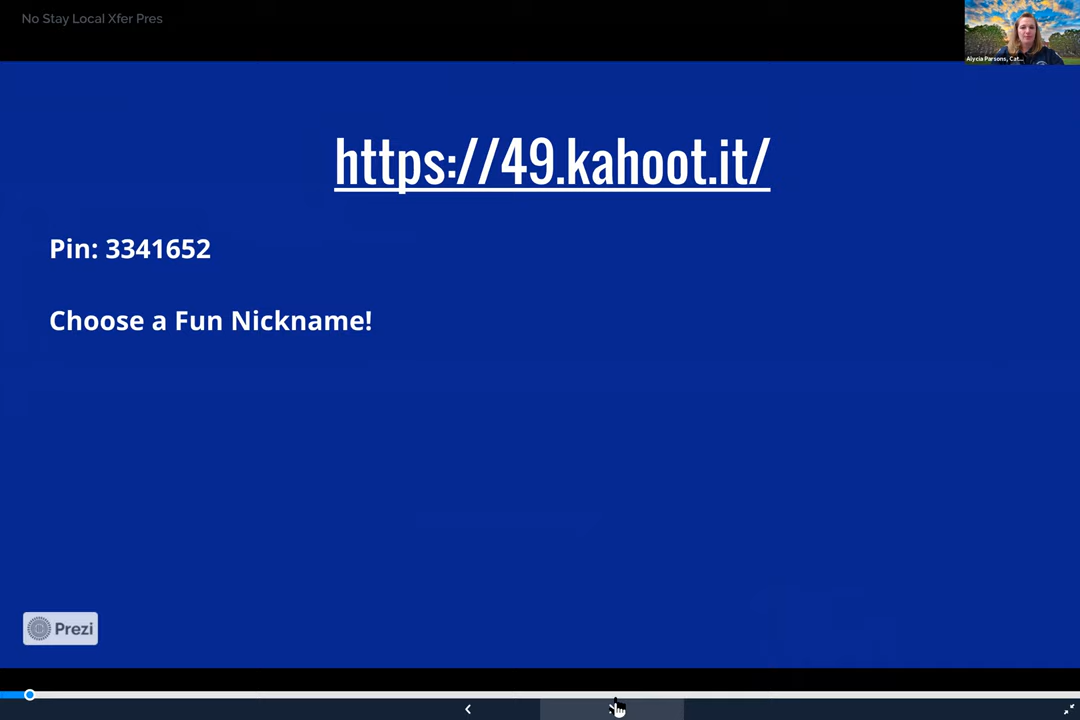 No Stay Local Xfer Pres
Alycia Parsons, Cat...
https://49.kahoot.it/
Pin: 3341652
Choose a Fun Nickname!
Prezi